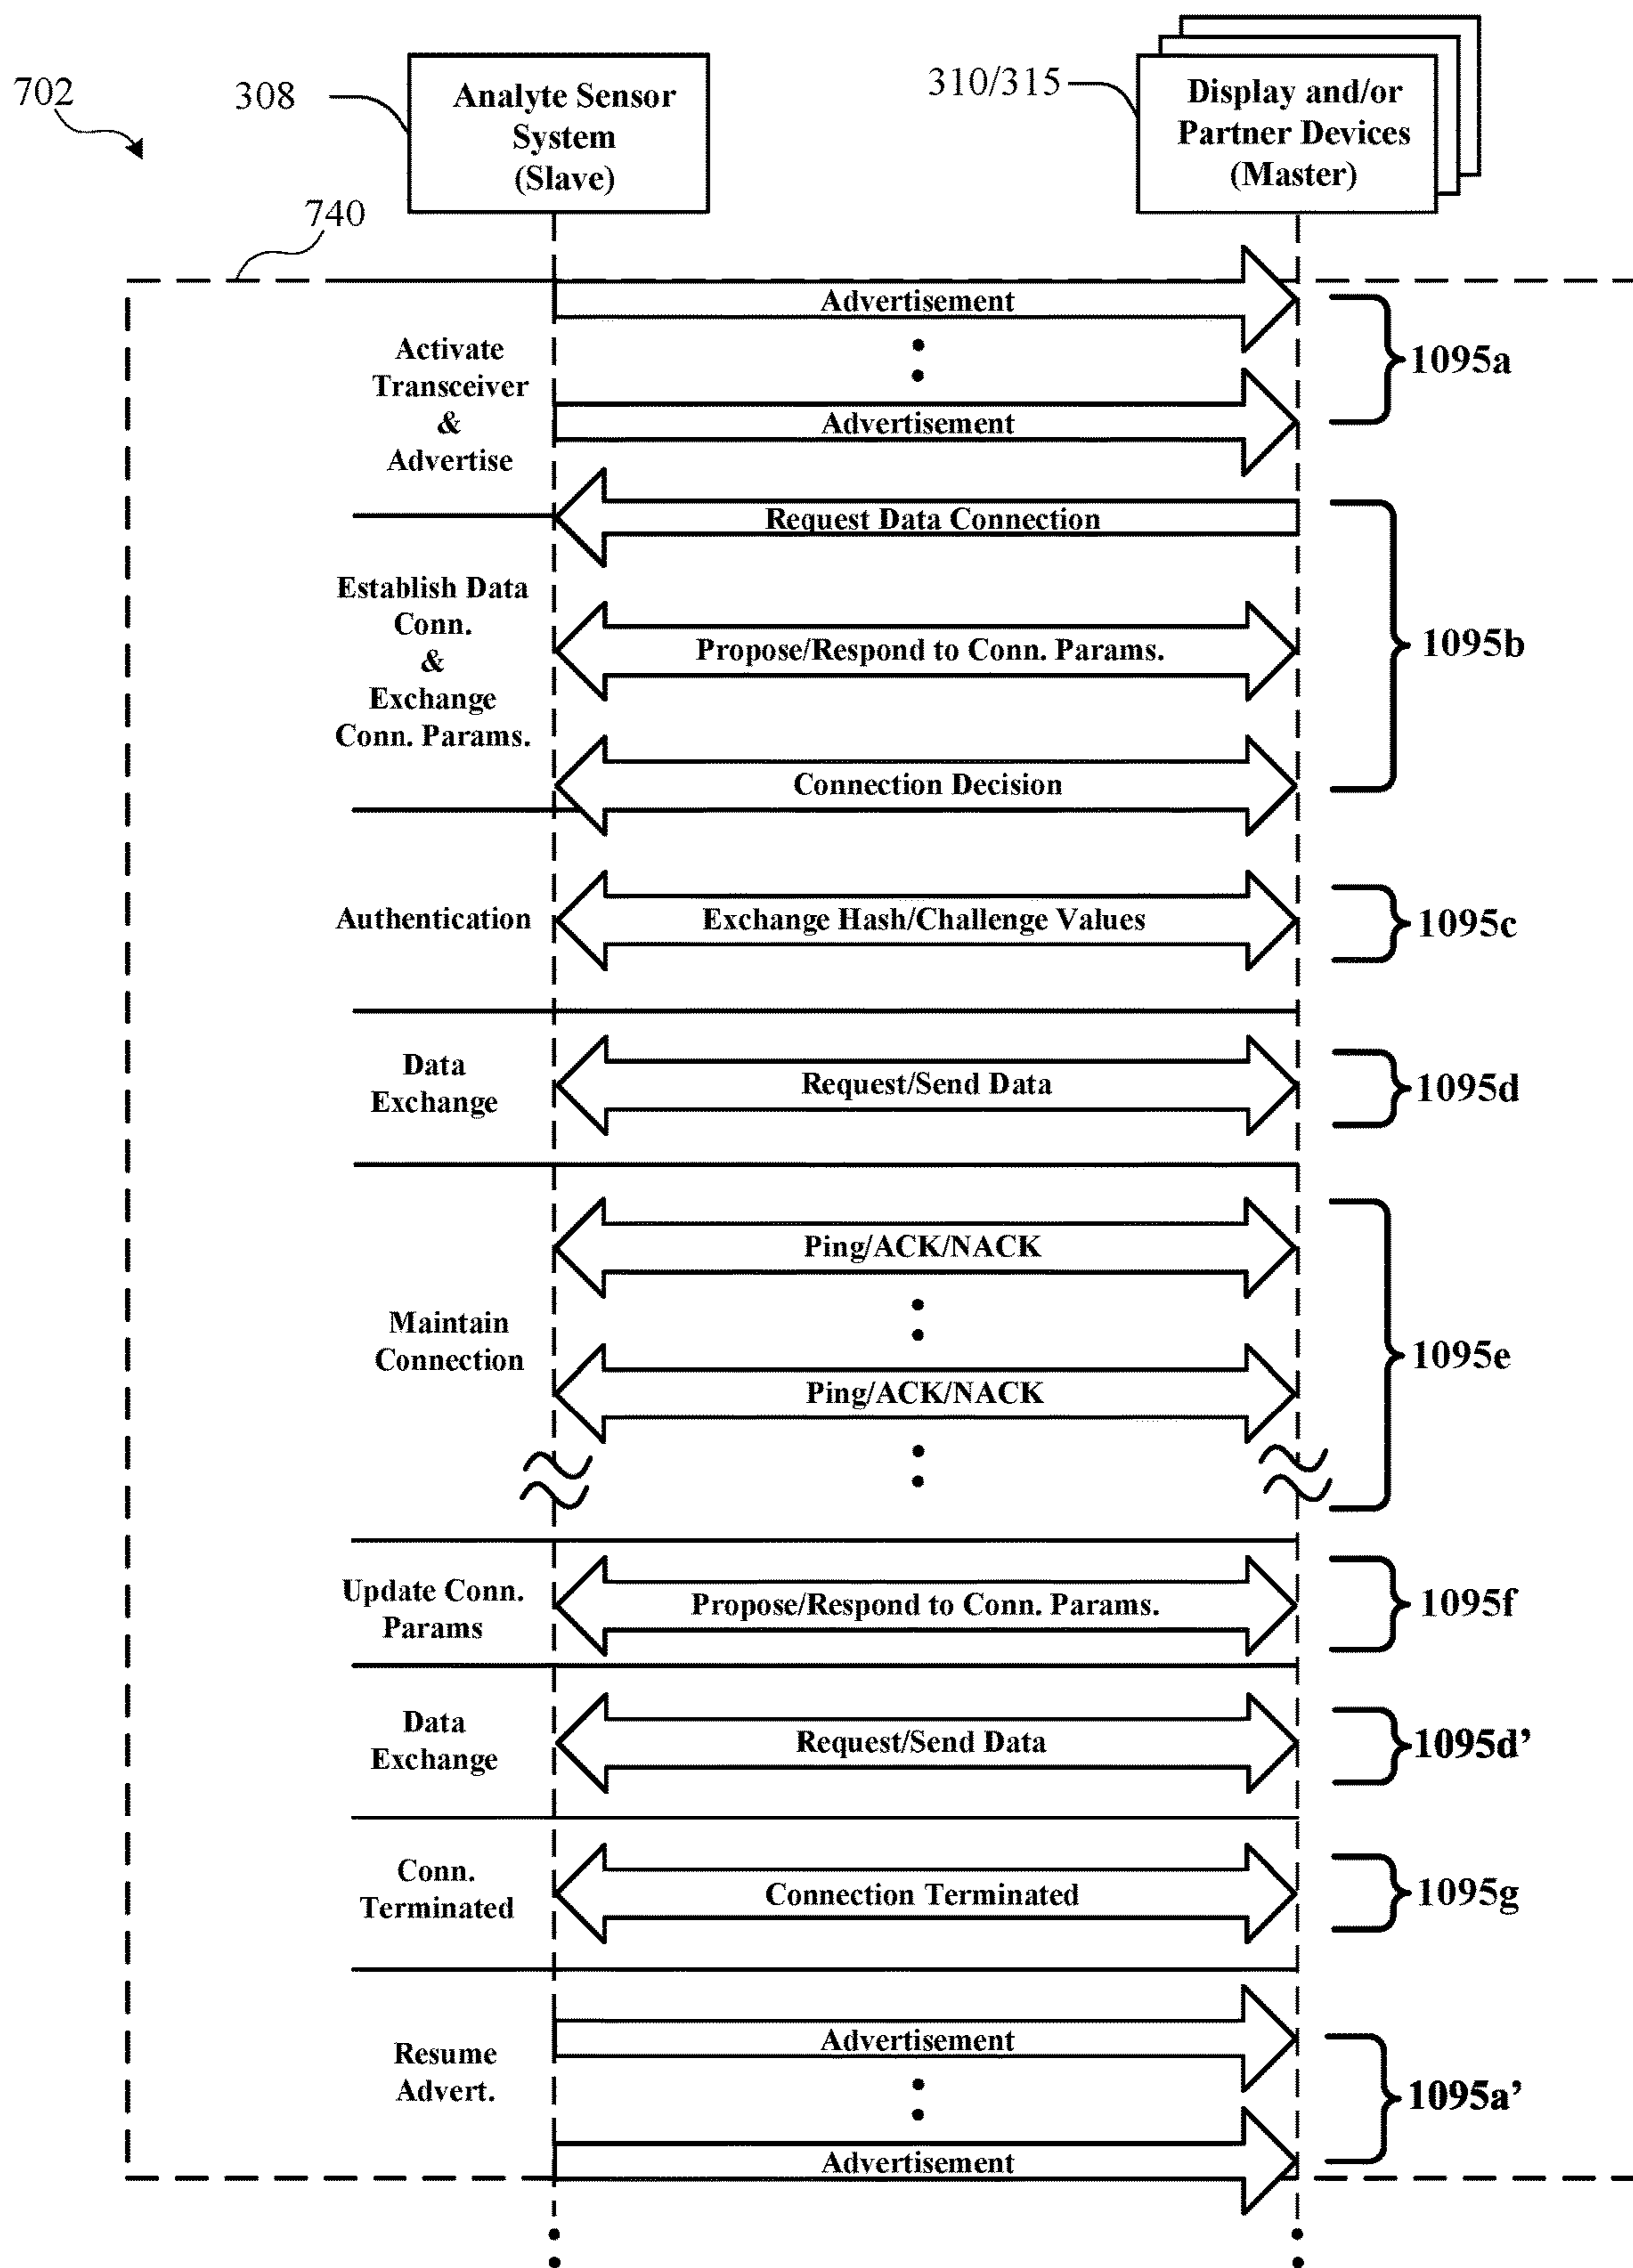 702
308
Analyte Sensor
System
(Slave)
310/315
Display and/or
Partner Devices
(Master)
740
Activate
Transceiver
&
Advertise
Advertisement
Advertisement
1095a
Establish Data
Conn.
&
Exchange
Conn. Params.
Request Data Connection
Propose/Respond to Conn. Params.
Connection Decision
1095b
Authentication
Exchange Hash/Challenge Values
1095c
Data
Exchange
Request/Send Data
1095d
Maintain
Connection
Ping/ACK/NACK
Ping/ACK/NACK
1095e
Update Conn.
Params
Propose/Respond to Conn. Params.
1095f
Data
Exchange
Request/Send Data
1095d’
Conn.
Terminated
Connection Terminated
1095g
Resume
Advert.
Advertisement
Advertisement
1095a’